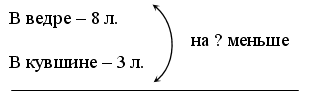 В ведре – 8 л.
на ? меньше
В кувшине – 3 л.